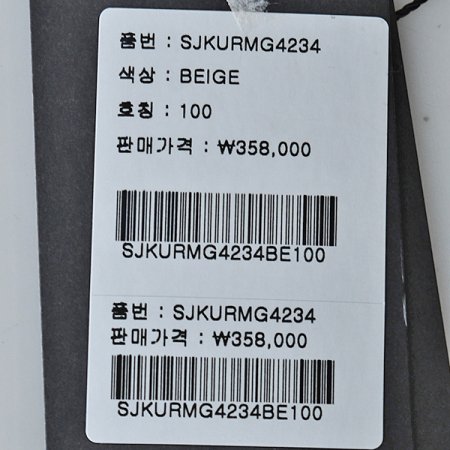 품번 : SJKURMG4234
색상 : BEIGE
호칭 : 100
판매가격 : ₩358,000
SJKURMG4234BE100
품번 : SJKURMG4234
판매가격 : ₩358,000
SJKURMG4234BE100